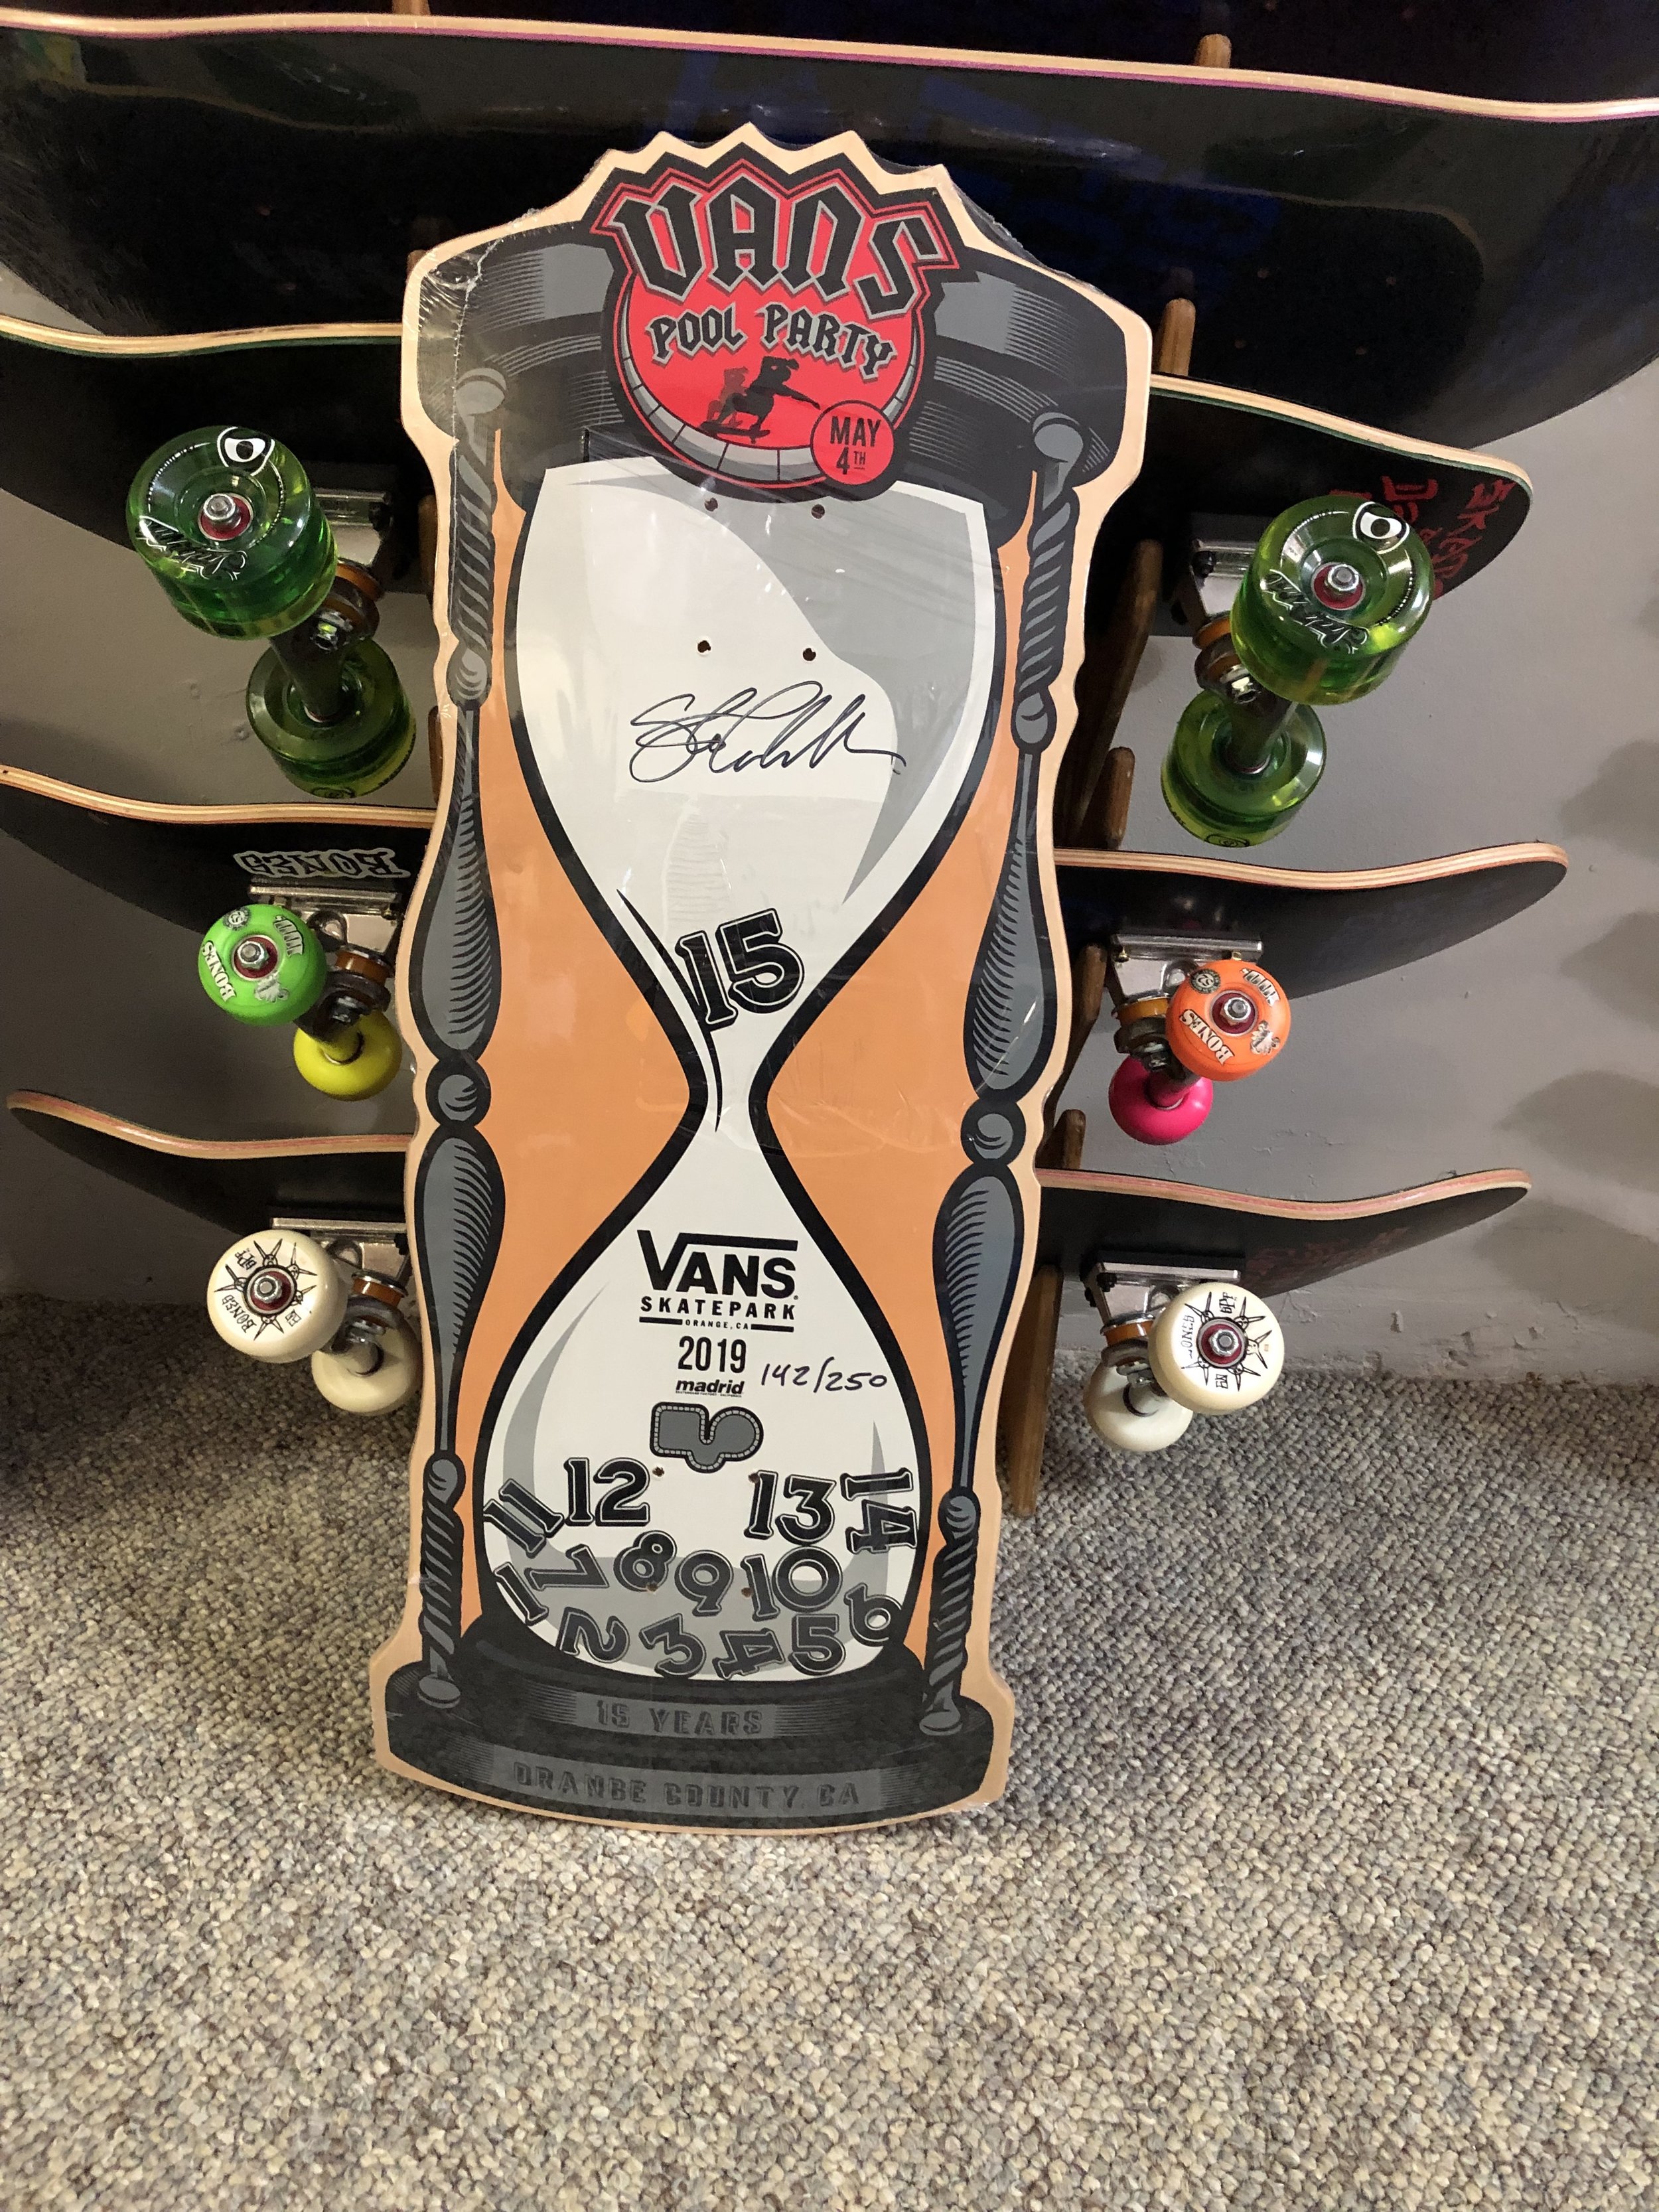 VANS
POOL PARTY
MAY
4TH
15
VANS
SKATEPARK
ORANGE, CA
2019
142/250
madrid
12
13
14
11
7
8
9
10
1
2
3
4
5
6
15 YEARS
ORANGE COUNTY, CA
BONES
BONES
BONES
BONES